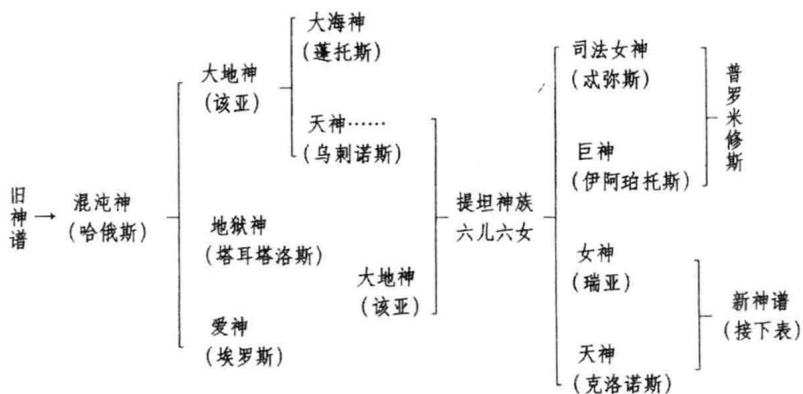 旧神谱
混沌神
(哈俄斯)
大地神
(该亚)
地狱神
(塔耳塔洛斯)
爱神
(埃罗斯)
大海神
(蓬托斯)
天神……
(乌刺诺斯)
大地神
(该亚)
提坦神族
六儿六女
司法女神
(忒弥斯)
巨神
(伊阿珀托斯)
女神
(瑞亚)
天神
(克洛诺斯)
普罗米修斯
新神谱
(接下表)